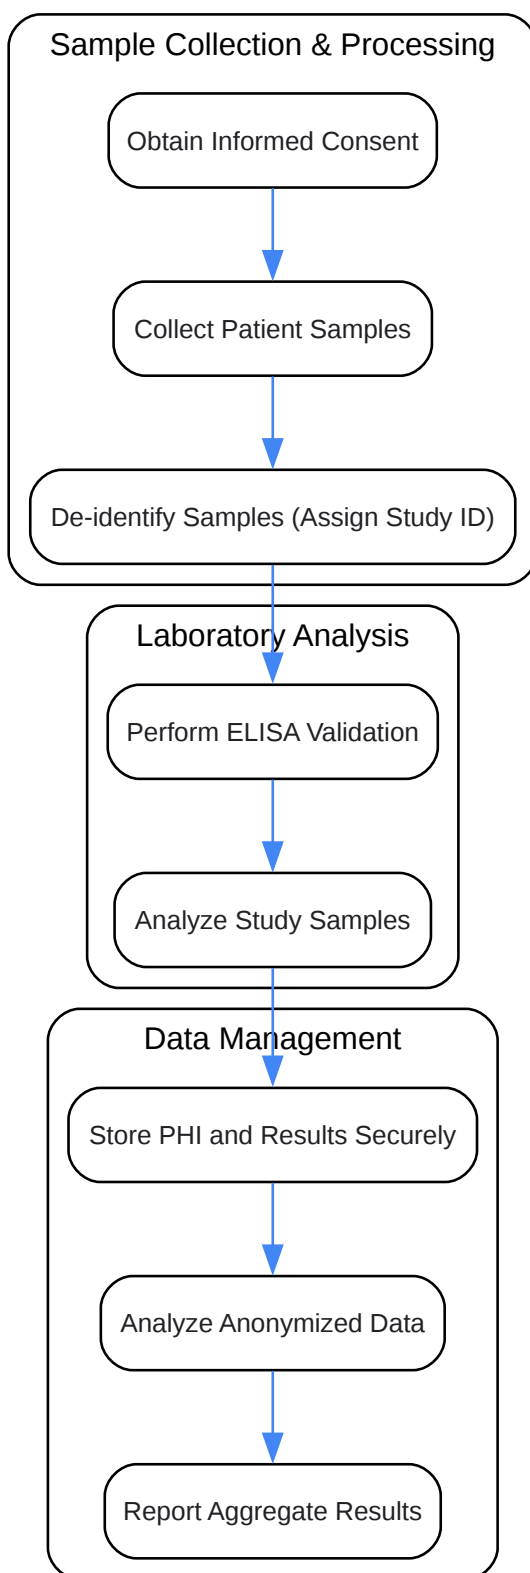 Sample Collection & Processing
Obtain Informed Consent
Collect Patient Samples
De-identify Samples (Assign Study ID)
Laboratory Analysis
Perform ELISA Validation
Analyze Study Samples
Data Management
Store PHI and Results Securely
Analyze Anonymized Data
Report Aggregate Results